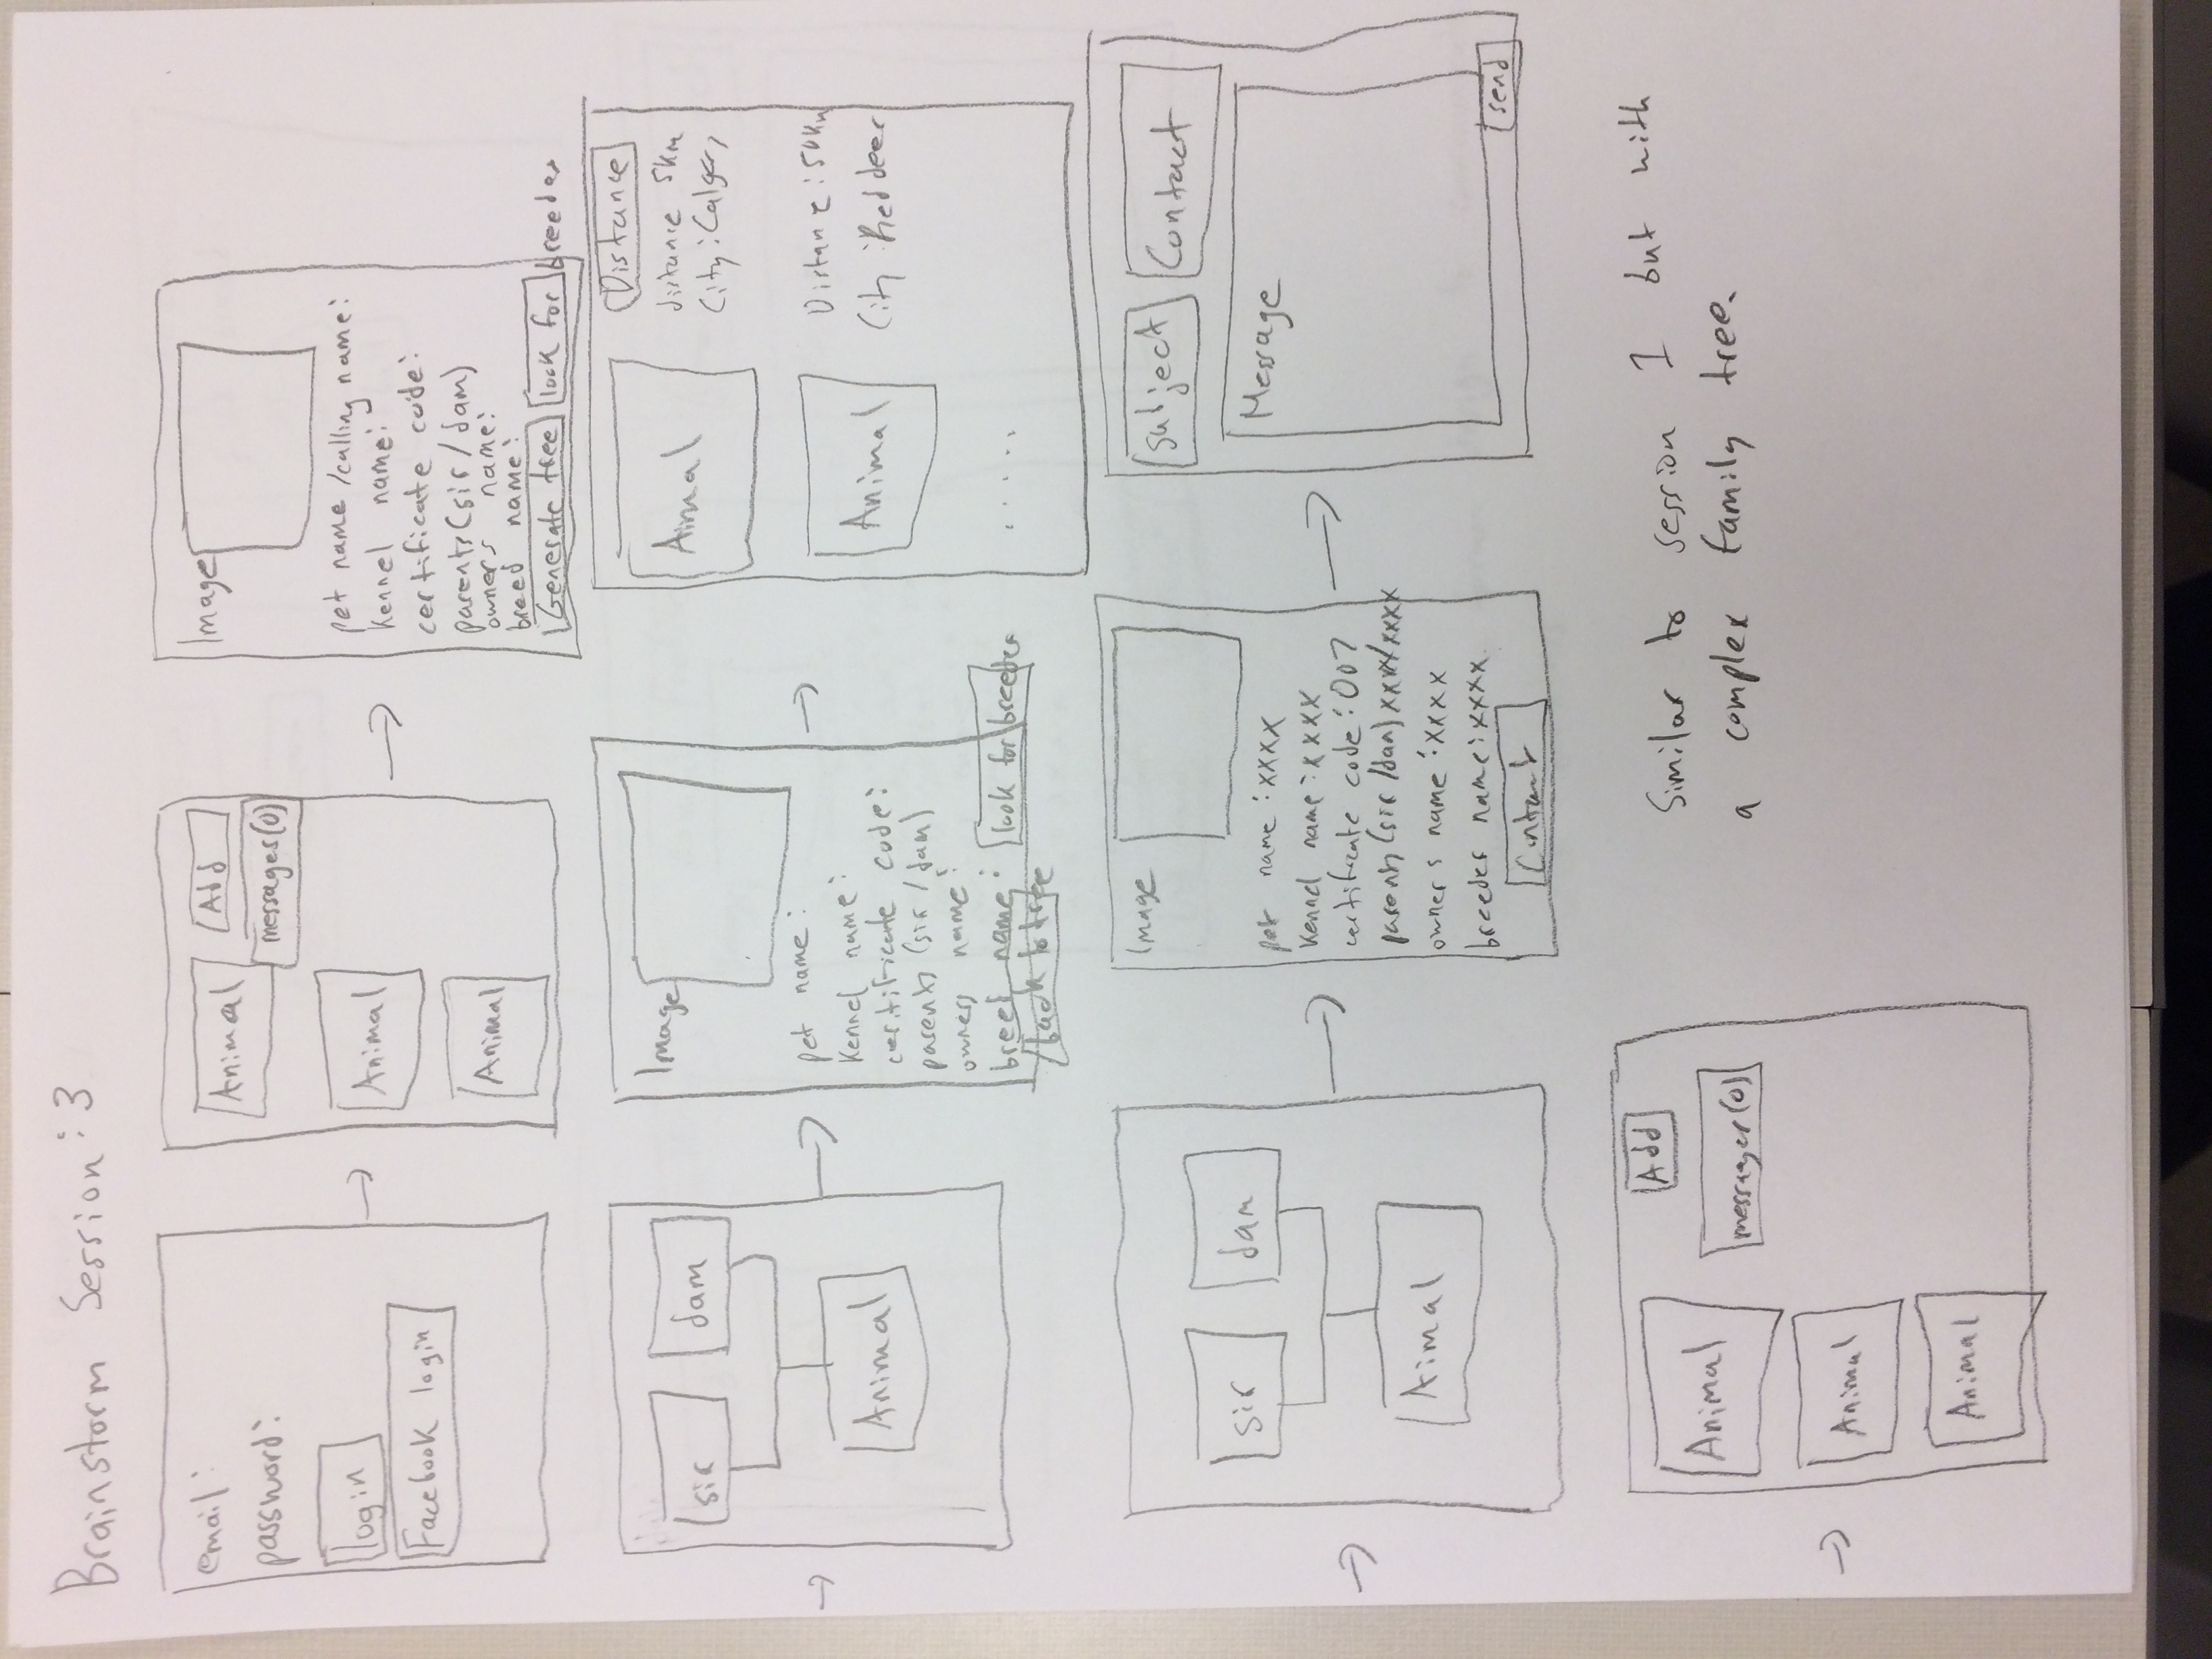 Brainstorm Session: 3
email:
password:
login
Facebook login
Animal
Add
messages(0)
Animal
Animal
Image
pet name /calling name:
Kennel name:
certificate code:
parents(sir/dam)
owners name:
breed name:
Generate tree
look for breeder
sir
dam
Animal
Image
pet name:
Kennel name:
certificate code:
parents (sir/dam)
owners name:
breed name:
look for breeder
back to tree
Distance
Aimal
distance 5km
City: Calgary
Animal
Distance: 50km
City: Red deer
.....
sir
dam
Aimal
Image
pet name: xxxx
Kennel name: xxxx
certificate code: 007
parents (sir/dam) xxxx/xxxx
owners name: xxxx
breeder name: xxxx
Contact
subject
Contact
Message
send
Animal
Add
messages(0)
Animal
Animal
Similar to session 1 but with
a complex family tree.